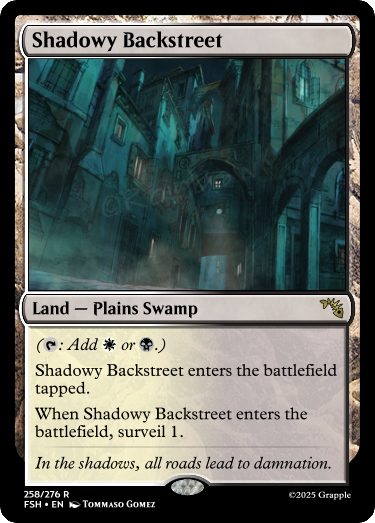 Shadowy Backstreet
Land — Plains Swamp
(T: Add or .)
Shadowy Backstreet enters the battlefield
tapped.
When Shadowy Backstreet enters the
battlefield, surveil 1.
In the shadows, all roads lead to damnation.
258/276 R
FSH • EN Tommaso Gomez
©2025 Grapple